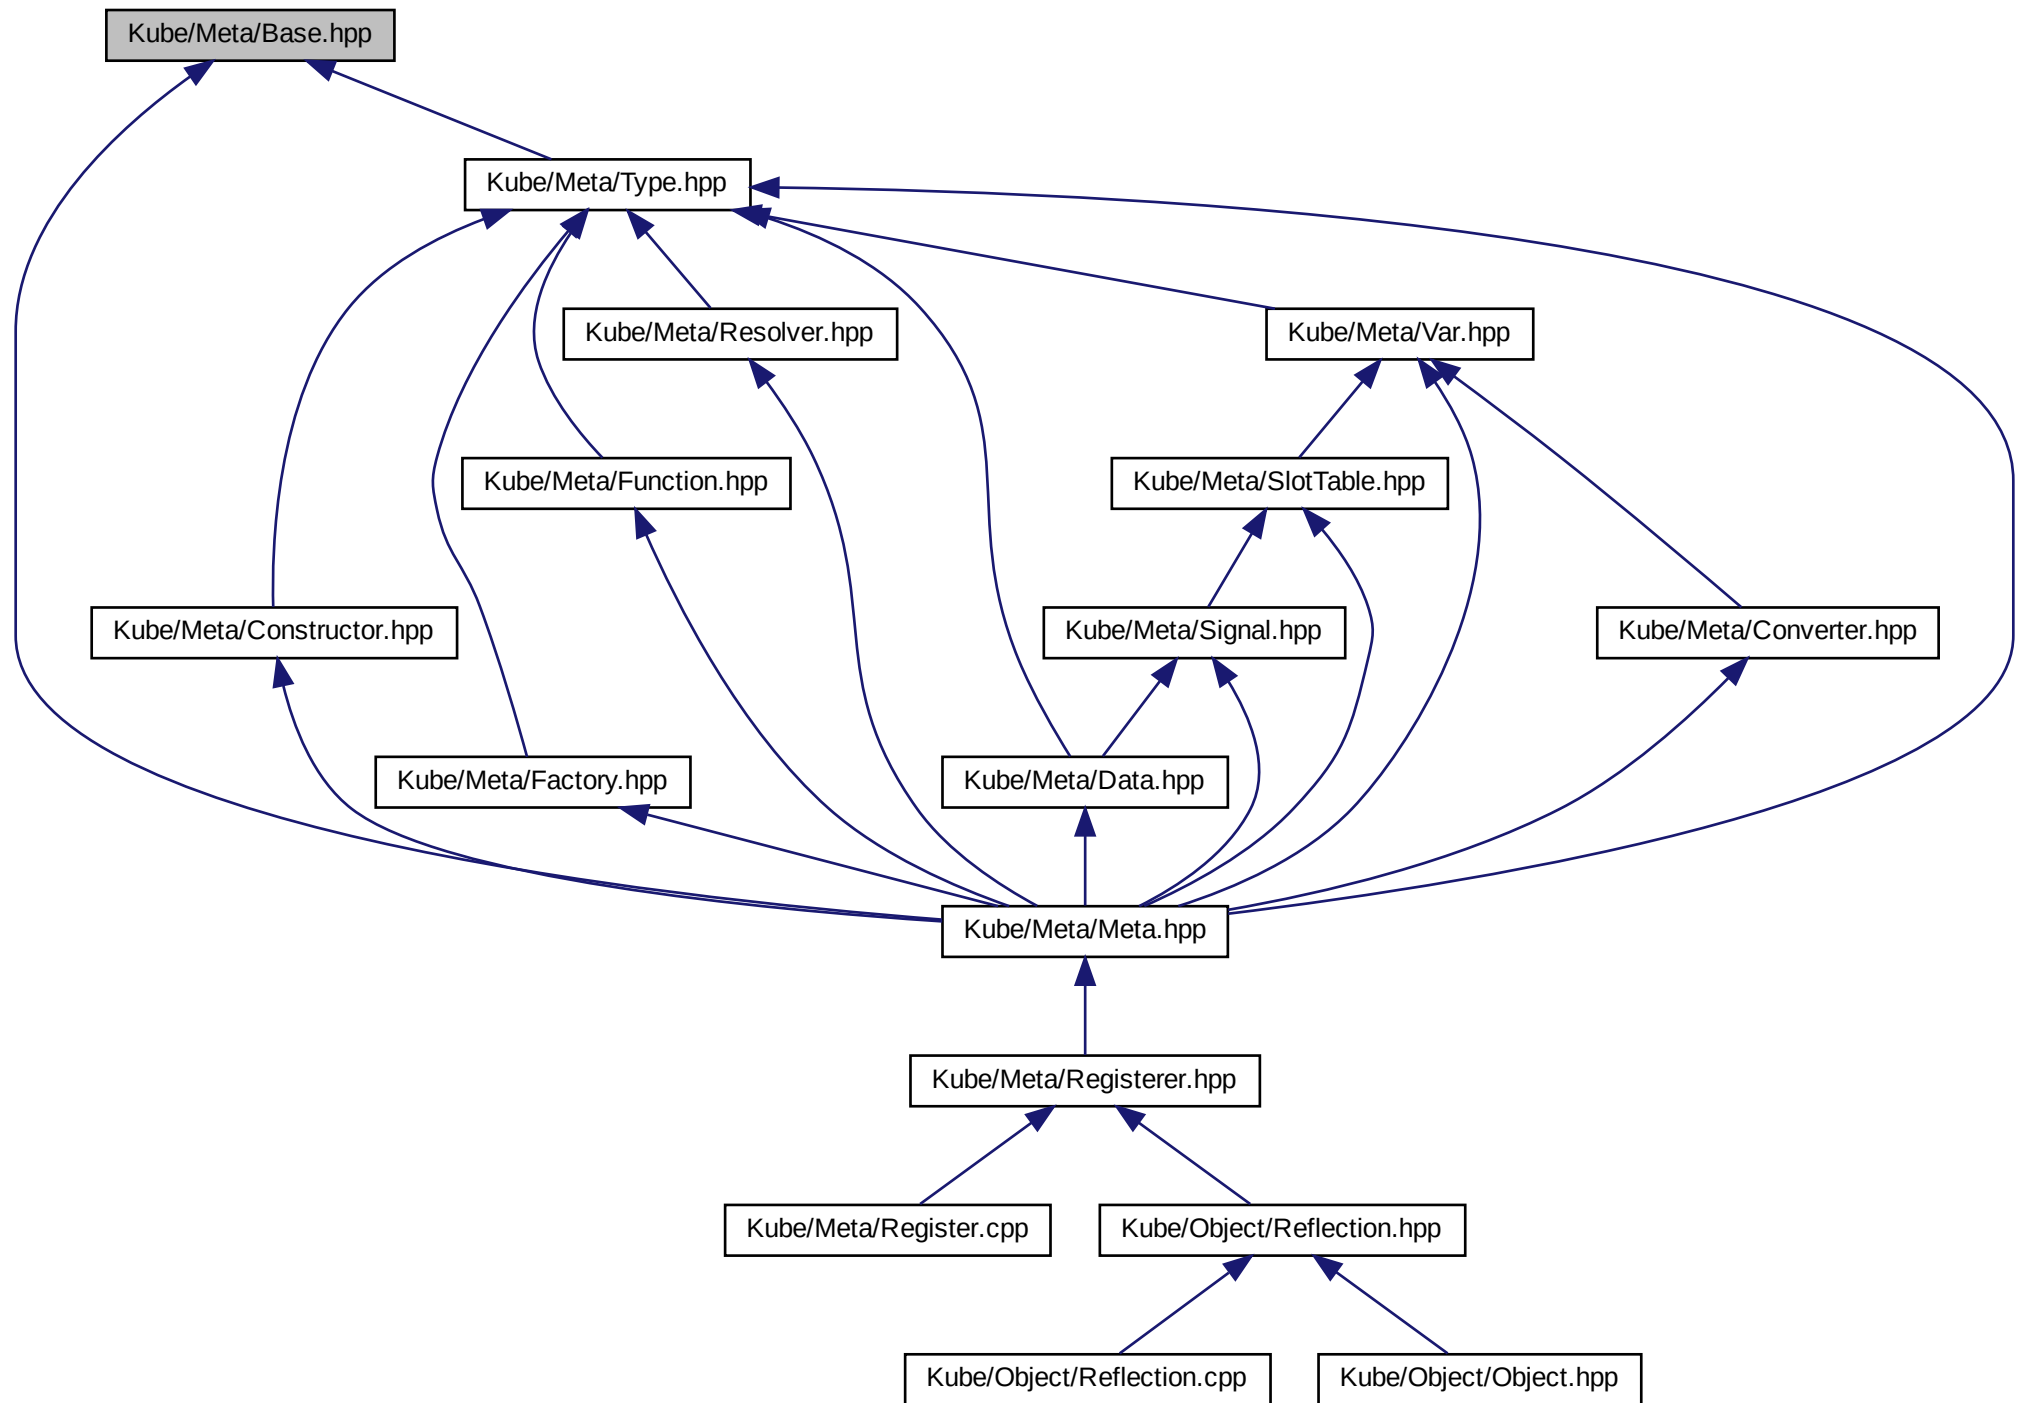 Kube/Meta/Base.hpp
Kube/Meta/Type.hpp
Kube/Meta/Resolver.hpp
Kube/Meta/Var.hpp
Kube/Meta/Function.hpp
Kube/Meta/SlotTable.hpp
Kube/Meta/Constructor.hpp
Kube/Meta/Signal.hpp
Kube/Meta/Converter.hpp
Kube/Meta/Factory.hpp
Kube/Meta/Data.hpp
Kube/Meta/Meta.hpp
Kube/Meta/Registerer.hpp
Kube/Meta/Register.cpp
Kube/Object/Reflection.hpp
Kube/Object/Reflection.cpp
Kube/Object/Object.hpp